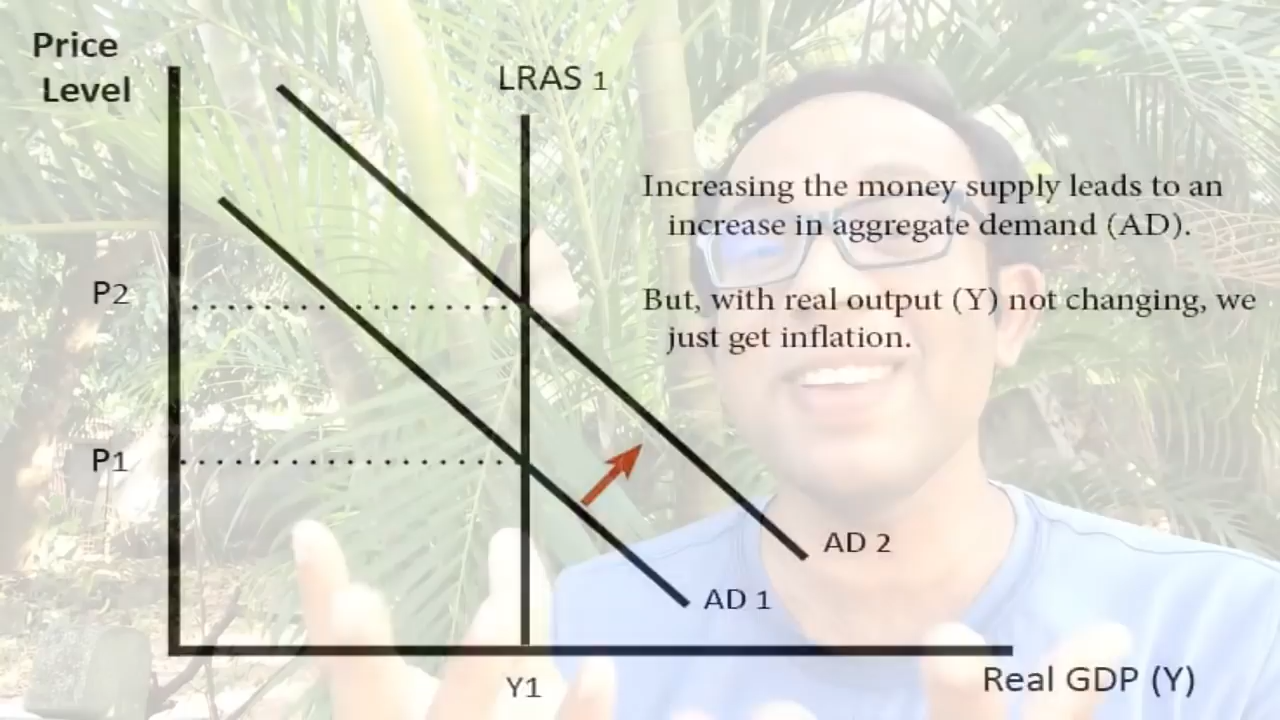 Price
Level
LRAS 1
Increasing the money supply leads to an
increase in aggregate demand (AD).
P2
But, with real output (Y) not changing, we
just get inflation.
P1
AD 2
AD 1
Y1
Real GDP (Y)